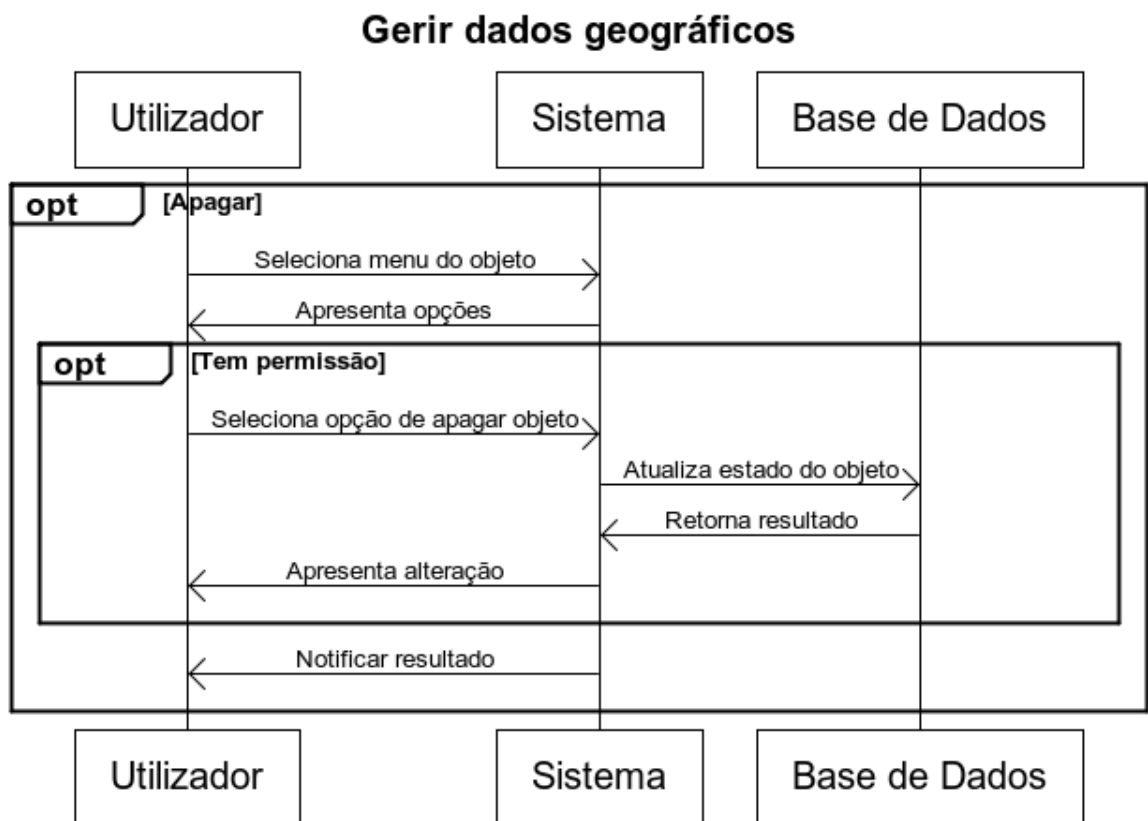 Gerir dados geográficos
Utilizador
Sistema
Base de Dados
opt
[Apagar]
Seleciona menu do objeto
Apresenta opções
opt
[Tem permissão]
Seleciona opção de apagar objeto
Atualiza estado do objeto
Retorna resultado
Apresenta alteração
Notificar resultado
Utilizador
Sistema
Base de Dados